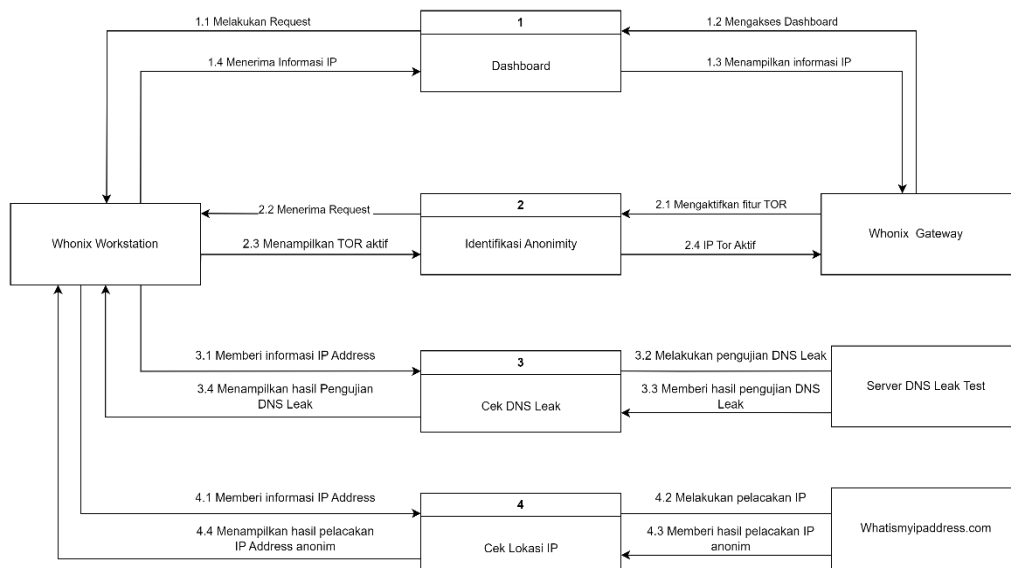 1.1 Melakukan Request
1
1.2 Mengakses Dashboard
1.4 Menerima Informasi IP
Dashboard
1.3 Menampilkan informasi IP
2.2 Menerima Request
2
2.1 Mengaktifkan fitur TOR
Whonix Workstation
2.3 Menampilkan TOR aktif
Identifikasi Anonimity
2.4 IP Tor Aktif
Whonix Gateway
3.1 Memberi informasi IP Address
3
3.2 Melakukan pengujian DNS Leak
3.4 Menampilkan hasil Pengujian
DNS Leak
Cek DNS Leak
3.3 Memberi hasil pengujian DNS
Leak
Server DNS Leak Test
4.1 Memberi informasi IP Address
4
4.2 Melakukan pelacakan IP
4.4 Menampilkan hasil pelacakan
IP Address anonim
Cek Lokasi IP
4.3 Memberi hasil pelacakan IP
anonim
Whatismyipaddress.com